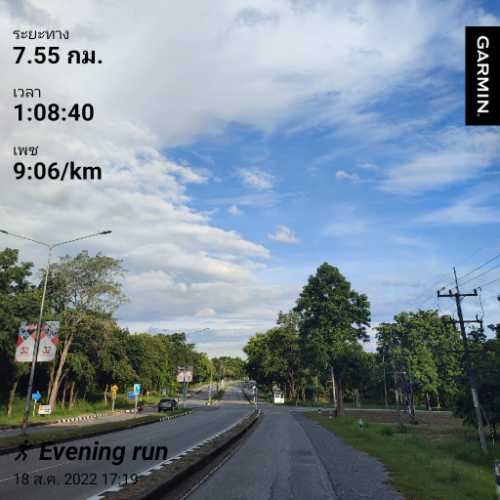 ระยะทาง
7.55 กม.
เวลา
1:08:40
เพซ
9:06/km
GARMIN
Evening run
18 ส.ค. 2022 17:19